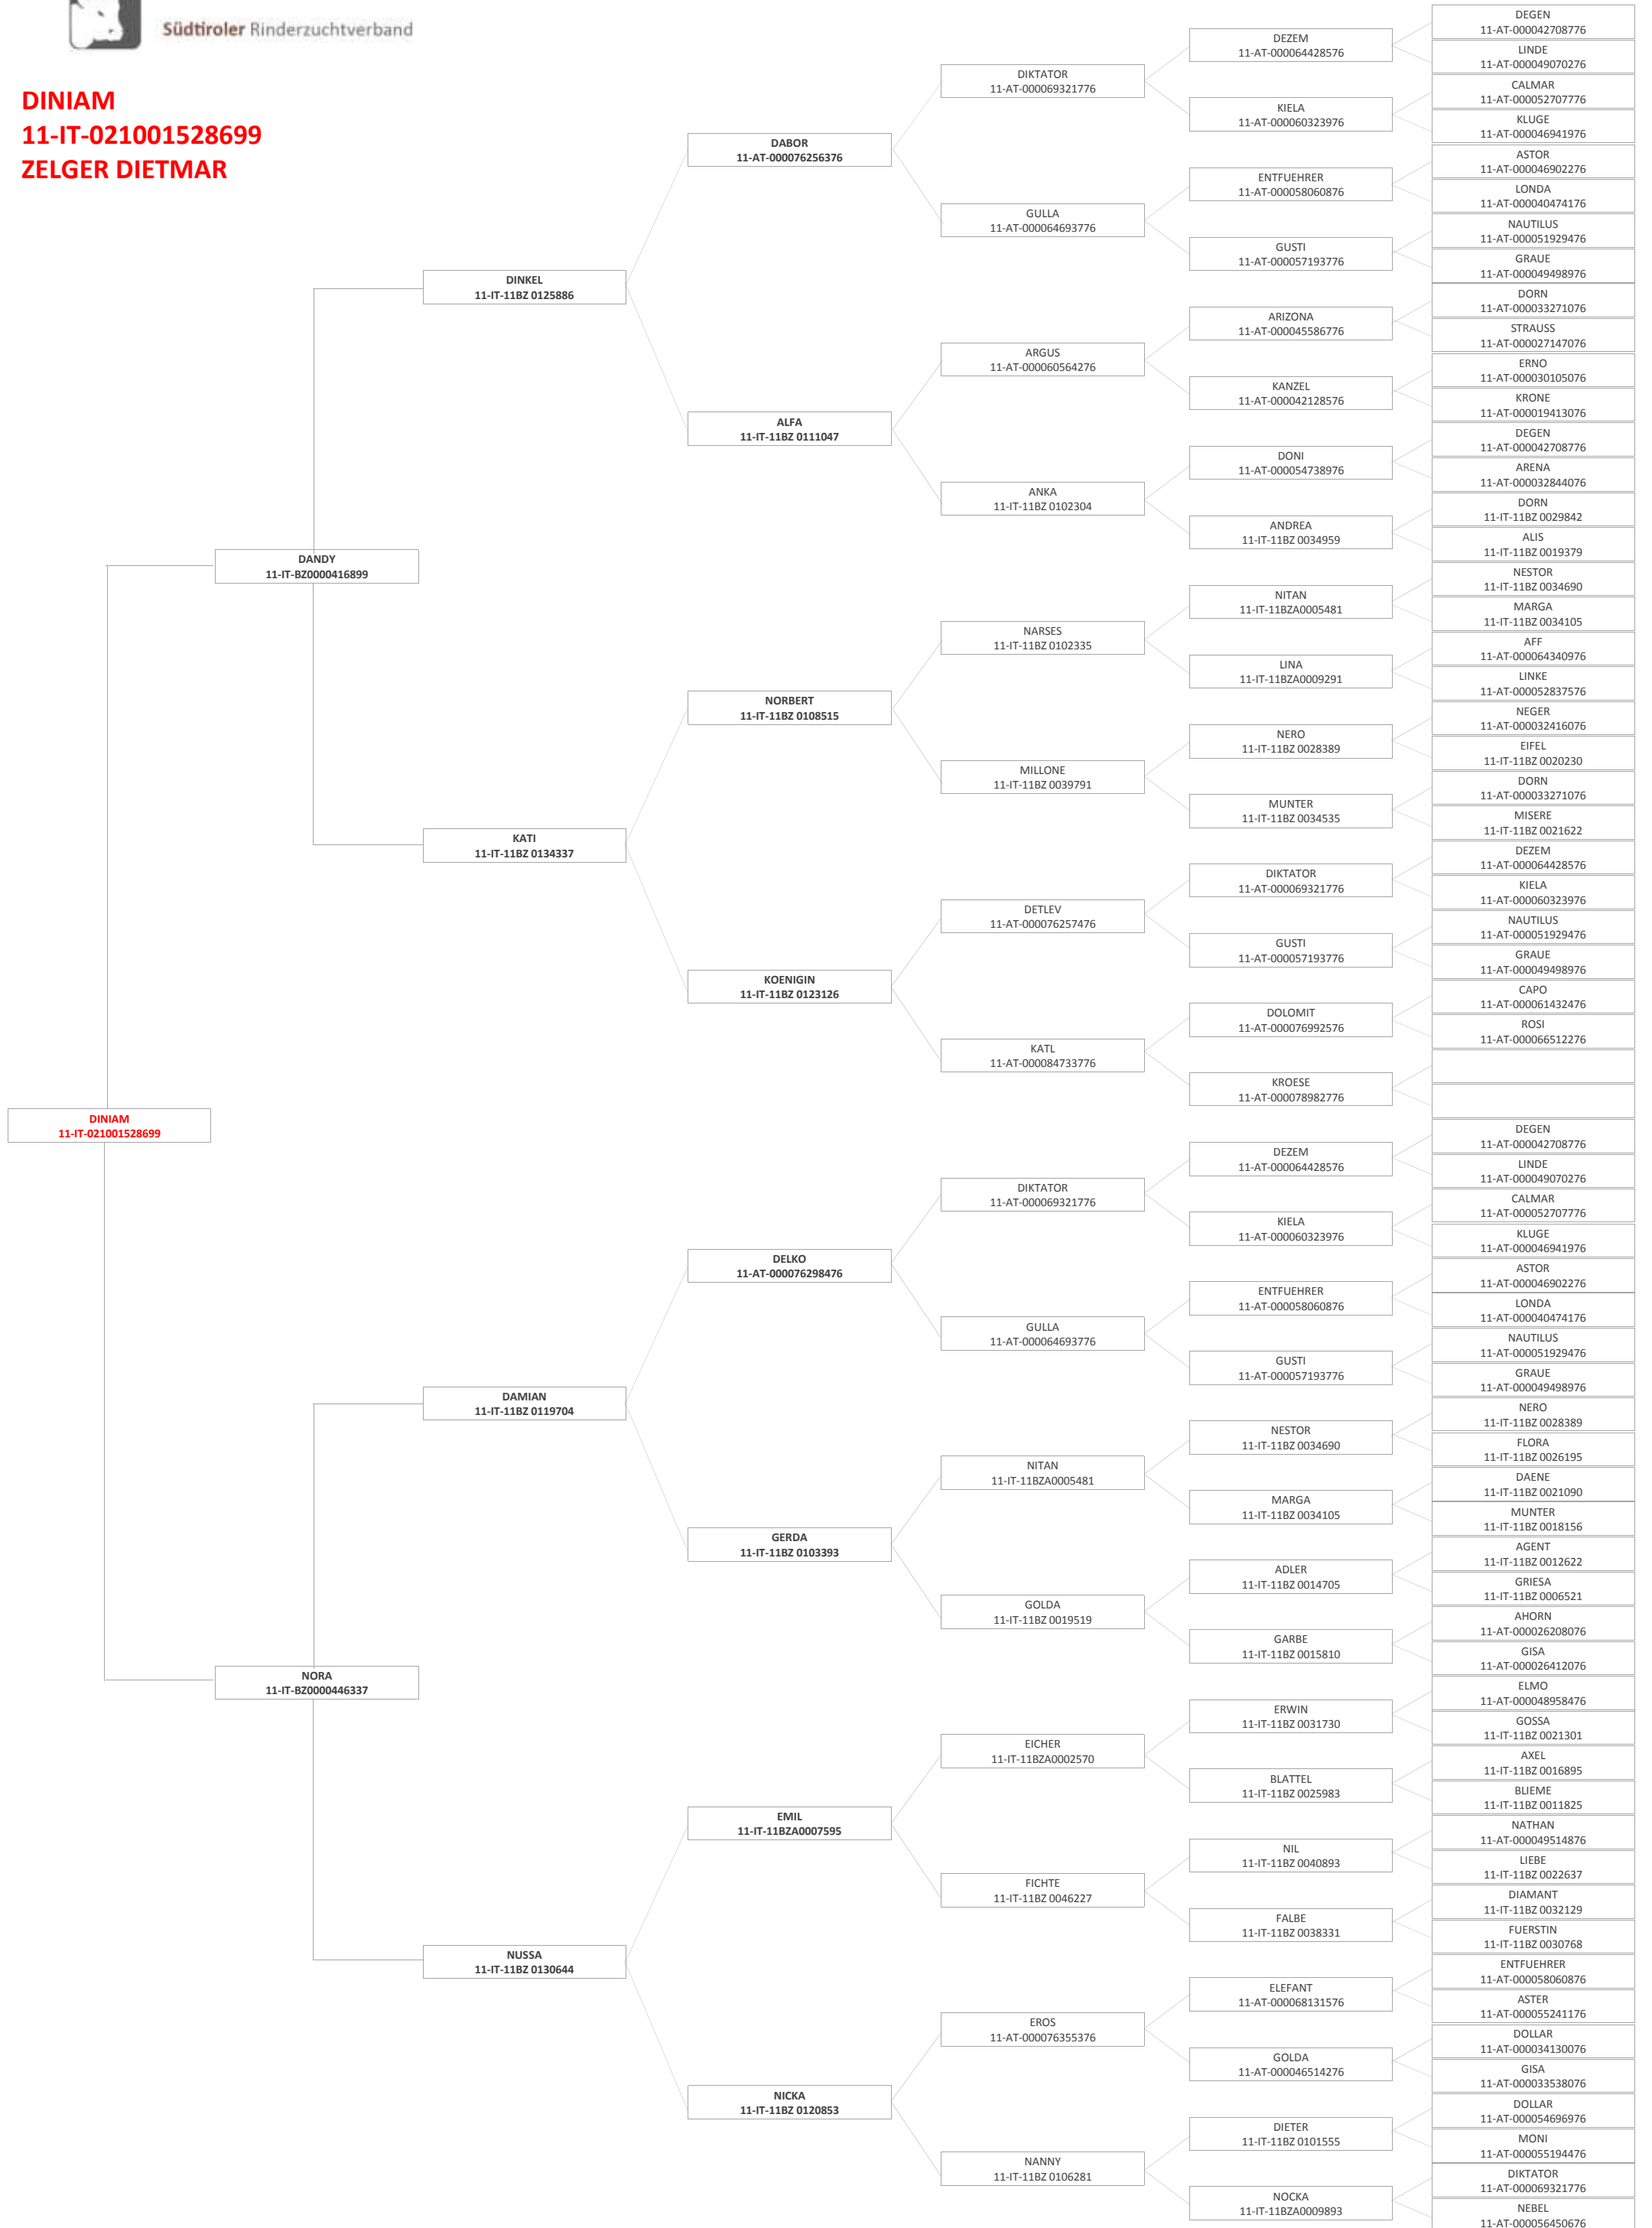 Südtiroler Rinderzuchtverband
DINIAM
11-IT-021001528699
ZELGER DIETMAR
DINIAM
11-IT-021001528699
DANDY
11-IT-BZ0000416899
NORA
11-IT-BZ0000446337
DINKEL
11-IT-11BZ 0125886
KATI
11-IT-11BZ 0134337
DAMIAN
11-IT-11BZ 0119704
NUSSA
11-IT-11BZ 0130644
DABOR
11-AT-000076256376
ALFA
11-IT-11BZ 0111047
NORBERT
11-IT-11BZ 0108515
KOENIGIN
11-IT-11BZ 0123126
DELKO
11-AT-000076298476
GERDA
11-IT-11BZ 0103393
EMIL
11-IT-11BZA0007595
NICKA
11-IT-11BZ 0120853
DIKTATOR
11-AT-000069321776
GULLA
11-AT-000064693776
ARGUS
11-AT-000060564276
ANKA
11-IT-11BZ 0102304
NARSES
11-IT-11BZ 0102335
MILLONE
11-IT-11BZ 0039791
DETLEV
11-AT-000076257476
KATL
11-AT-000084733776
DIKTATOR
11-AT-000069321776
GULLA
11-AT-000064693776
NITAN
11-IT-11BZA0005481
GOLDA
11-IT-11BZ 0019519
EICHER
11-IT-11BZA0002570
FICHTE
11-IT-11BZ 0046227
EROS
11-AT-000076355376
NANNY
11-IT-11BZ 0106281
DEZEM
11-AT-000064428576
KIELA
11-AT-000060323976
ENTFUEHRER
11-AT-000058060876
GUSTI
11-AT-000057193776
ARIZONA
11-AT-000045586776
KANZEL
11-AT-000042128576
DONI
11-AT-000054738976
ANDREA
11-IT-11BZ 0034959
NITAN
11-IT-11BZA0005481
LINA
11-IT-11BZA0009291
NERO
11-IT-11BZ 0028389
MUNTER
11-IT-11BZ 0034535
DIKTATOR
11-AT-000069321776
GUSTI
11-AT-000057193776
DOLOMIT
11-AT-000076992576
KROESE
11-AT-000078982776
DEZEM
11-AT-000064428576
KIELA
11-AT-000060323976
ENTFUEHRER
11-AT-000058060876
GUSTI
11-AT-000057193776
NESTOR
11-IT-11BZ 0034690
MARGA
11-IT-11BZ 0034105
ADLER
11-IT-11BZ 0014705
GARBE
11-IT-11BZ 0015810
ERWIN
11-IT-11BZ 0031730
BLATTEL
11-IT-11BZ 0025983
NIL
11-IT-11BZ 0040893
FALBE
11-IT-11BZ 0038331
ELEFANT
11-AT-000068131576
GOLDA
11-AT-000046514276
DIETER
11-IT-11BZ 0101555
NOCKA
11-IT-11BZA0009893
DEGEN
11-AT-000042708776
LINDE
11-AT-000049070276
CALMAR
11-AT-000052707776
KLUGE
11-AT-000046941976
ASTOR
11-AT-000046902276
LONDA
11-AT-000040474176
NAUTILUS
11-AT-000051929476
GRAUE
11-AT-000049498976
DORN
11-AT-000033271076
STRAUSS
11-AT-000027147076
ERNO
11-AT-000030105076
KRONE
11-AT-000019413076
DEGEN
11-AT-000042708776
ARENA
11-AT-000032844076
DORN
11-IT-11BZ 0029842
ALIS
11-IT-11BZ 0019379
NESTOR
11-IT-11BZ 0034690
MARGA
11-IT-11BZ 0034105
AFF
11-AT-000064340976
LINKE
11-AT-000052837576
NEGER
11-AT-000032416076
EIFEL
11-IT-11BZ 0020230
DORN
11-AT-000033271076
MISERE
11-IT-11BZ 0021622
DEZEM
11-AT-000064428576
KIELA
11-AT-000060323976
NAUTILUS
11-AT-000051929476
GRAUE
11-AT-000049498976
CAPO
11-AT-000061432476
ROSI
11-AT-000066512276
DEGEN
11-AT-000042708776
LINDE
11-AT-000049070276
CALMAR
11-AT-000052707776
KLUGE
11-AT-000046941976
ASTOR
11-AT-000046902276
LONDA
11-AT-000040474176
NAUTILUS
11-AT-000051929476
GRAUE
11-AT-000049498976
NERO
11-IT-11BZ 0028389
FLORA
11-IT-11BZ 0026195
DAENE
11-IT-11BZ 0021090
MUNTER
11-IT-11BZ 0018156
AGENT
11-IT-11BZ 0012622
GRIESA
11-IT-11BZ 0006521
AHORN
11-AT-000026208076
GISA
11-AT-000026412076
ELMO
11-AT-000048958476
GOSSA
11-IT-11BZ 0021301
AXEL
11-IT-11BZ 0016895
BLIEME
11-IT-11BZ 0011825
NATHAN
11-AT-000049514876
LIEBE
11-IT-11BZ 0022637
DIAMANT
11-IT-11BZ 0032129
FUERSTIN
11-IT-11BZ 0030768
ENTFUEHRER
11-AT-000058060876
ASTER
11-AT-000055241176
DOLLAR
11-AT-000034130076
GISA
11-AT-000033538076
DOLLAR
11-AT-000054696976
MONI
11-AT-000055194476
DIKTATOR
11-AT-000069321776
NEBEL
11-AT-000056450676